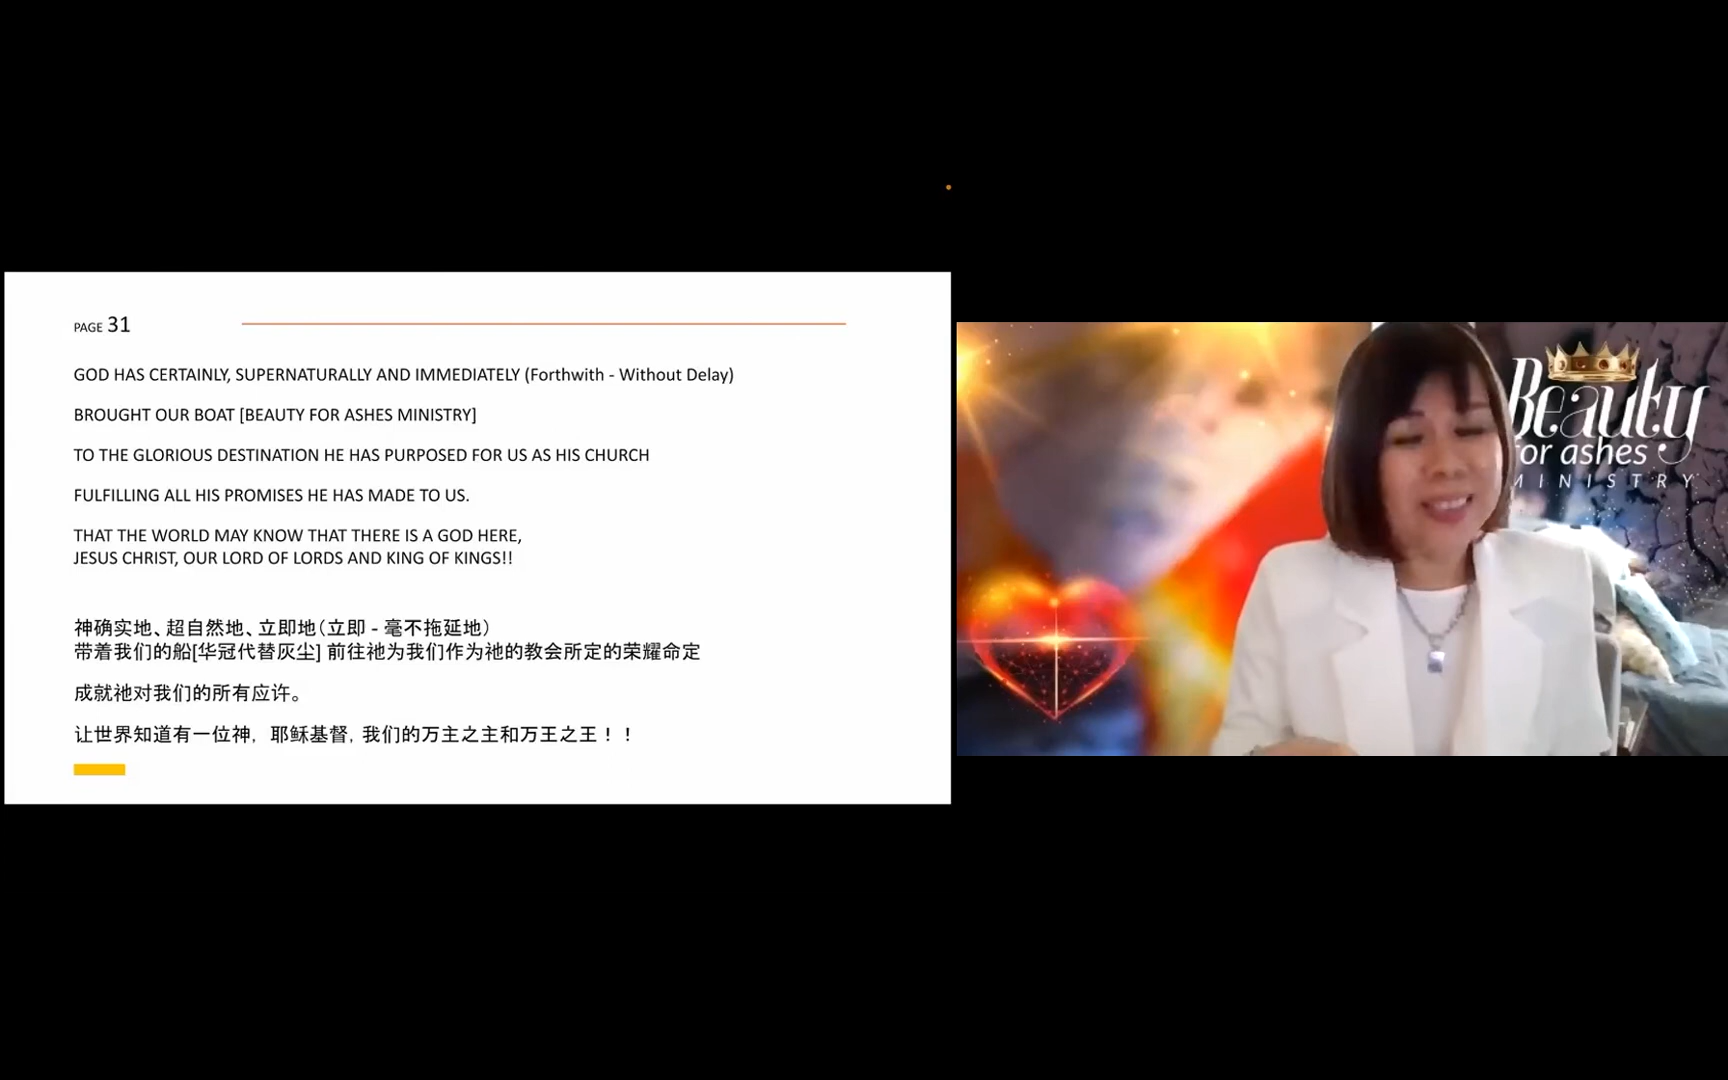 PAGE 31
GOD HAS CERTAINLY, SUPERNATURALLY AND IMMEDIATELY (Forthwith - Without Delay)
BROUGHT OUR BOAT [BEAUTY FOR ASHES MINISTRY]
TO THE GLORIOUS DESTINATION HE HAS PURPOSED FOR US AS HIS CHURCH
FULFILLING ALL HIS PROMISES HE HAS MADE TO US.
THAT THE WORLD MAY KNOW THAT THERE IS A GOD HERE,
JESUS CHRIST, OUR LORD OF LORDS AND KING OF KINGS!!
神确实地、超自然地、立即地(立即 - 毫不拖延地)
带着我们的船[华冠代替灰尘] 前往祂为我们作为祂的教会所定的荣耀命定
成就祂对我们的所有应许。
让世界知道有一位神, 耶稣基督, 我们的万主之主和万王之王！！
Beauty
for ashes
MINISTRY